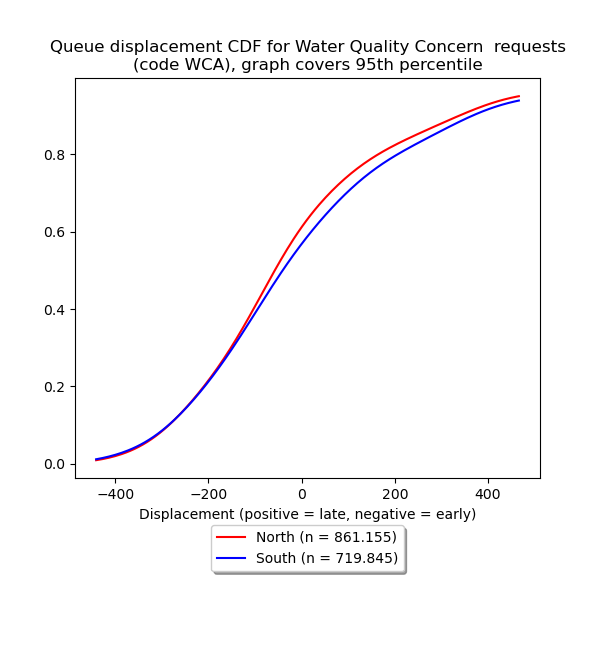 Queue displacement CDF for Water Quality Concern  requests
(code WCA), graph covers 95th percentile
0.8
0.6
0.4
0.2
0.0
−400 −200 0 200 400
Displacement (positive = late, negative = early)
North (n = 861.155)
South (n = 719.845)